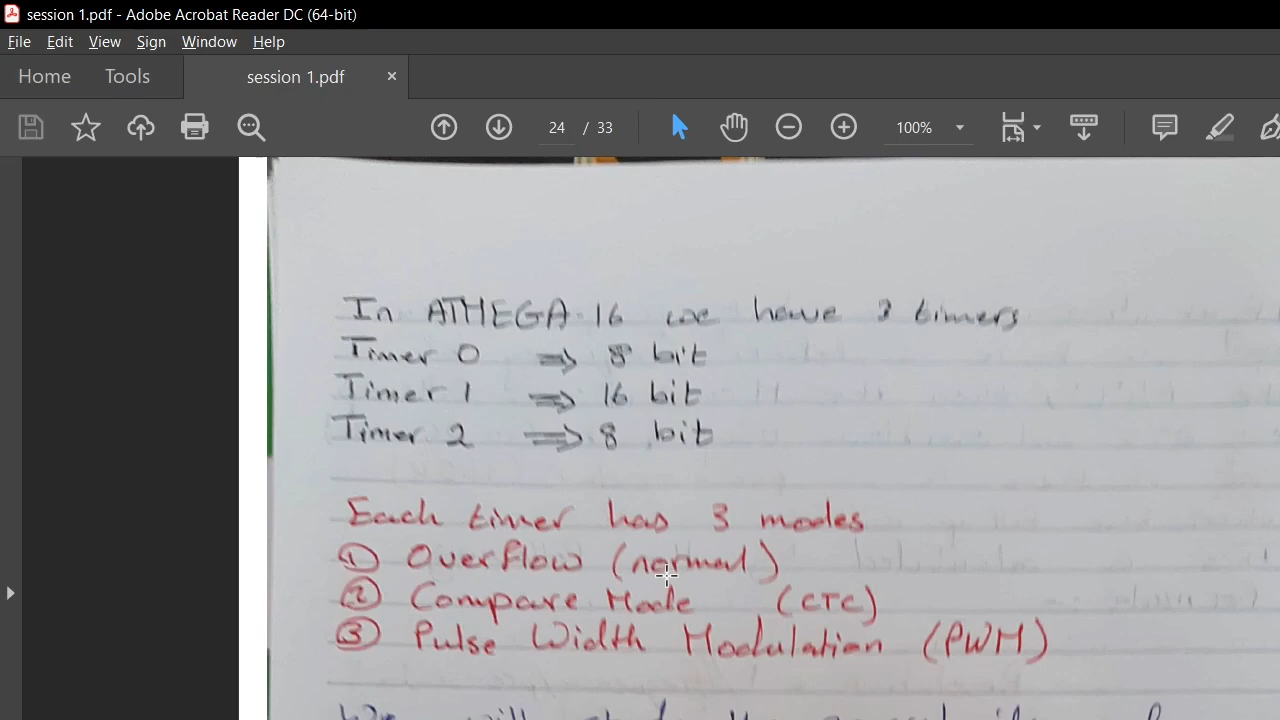 session 1.pdf - Adobe Acrobat Reader DC (64-bit)
File Edit View Sign Window Help
Home Tools session 1.pdf ×
24 / 33 100%
In ATMEGA 16 we have 3 timers
Timer 0 ⇒ 8 bit
Timer 1 ⇒ 16 bit
Timer 2 ⇒ 8 bit
Each timer has 3 modes
① Overflow (normal)
② Compare Mode (CTC)
③ Pulse Width Modulation (PWM)